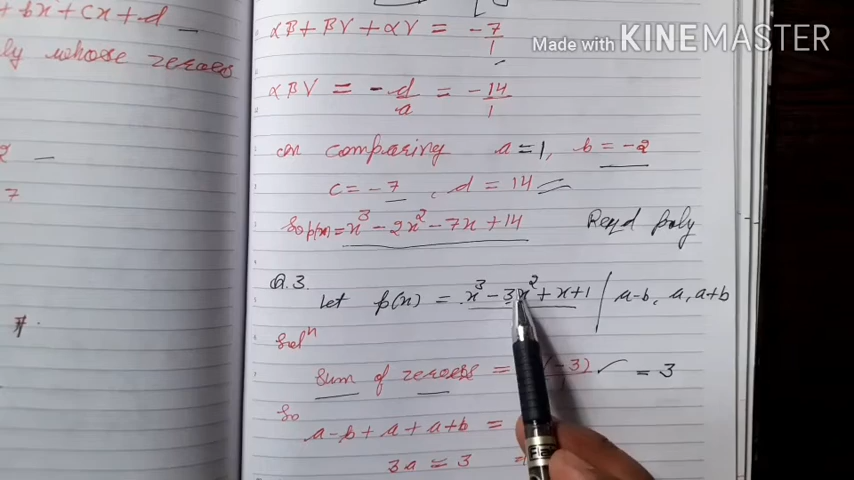 + bx + cx + d
ly whose zeroes
2
7
αβ + βγ + αγ = -7/1
αβγ = -d/a = -14/1
on comparing a = 1, b = -2
c = -7, d = 14
So p(x) = x³ - 2x² - 7x + 14 Reqd poly
Q.3
Let p(x) = x³ - 3x² + x + 1 / a-b, a, a+b
Solⁿ
Sum of zeroes = (-3) ✓ = 3
So
a-b + a + a+b =
3a = 3
Made with KINEMASTER